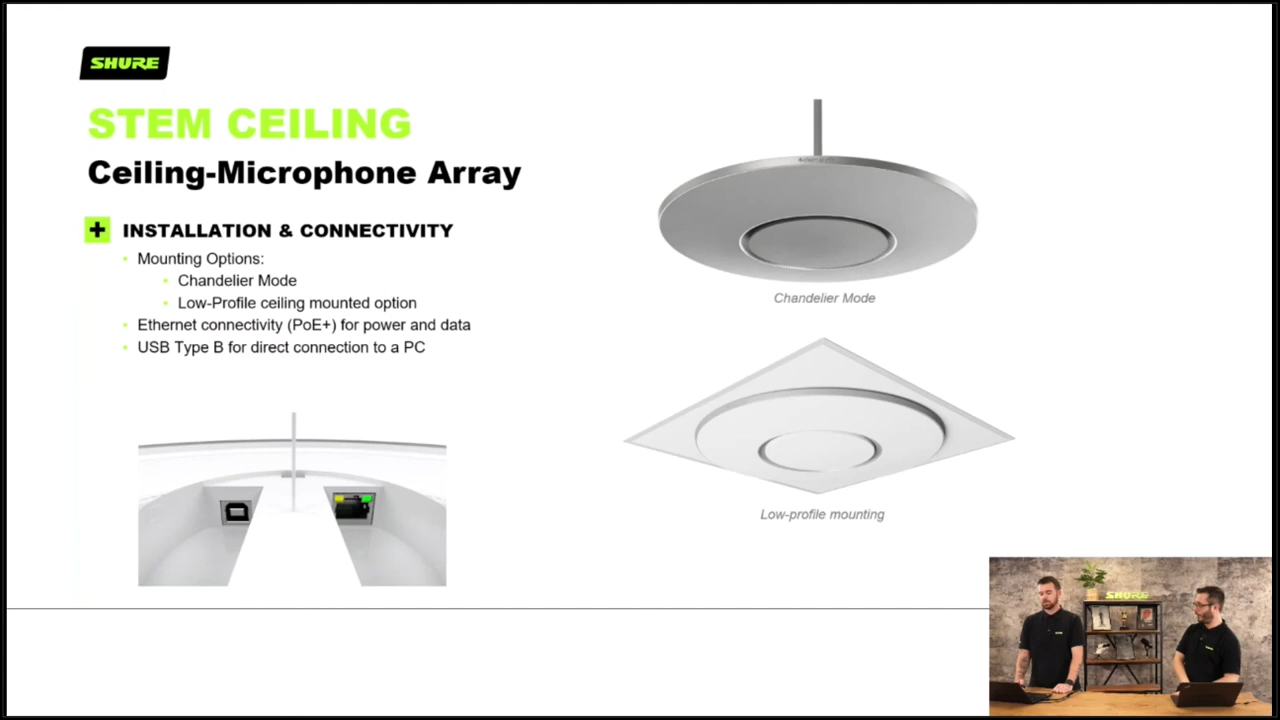 SHURE
STEM CEILING
Ceiling-Microphone Array
INSTALLATION & CONNECTIVITY
Mounting Options:
Chandelier Mode
Low-Profile ceiling mounted option
Ethernet connectivity (PoE+) for power and data
USB Type B for direct connection to a PC
Chandelier Mode
Low-profile mounting
SHURE